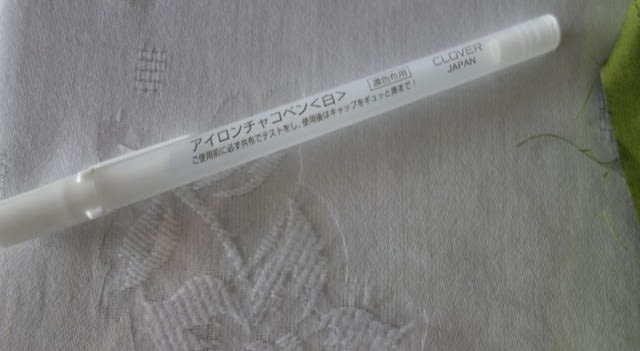 アイロンチャコペン<白>
ご使用前に必ず共布でテストをし、使用後はキャップをギュッと奥まで!
濃色布用
CLOVER
JAPAN